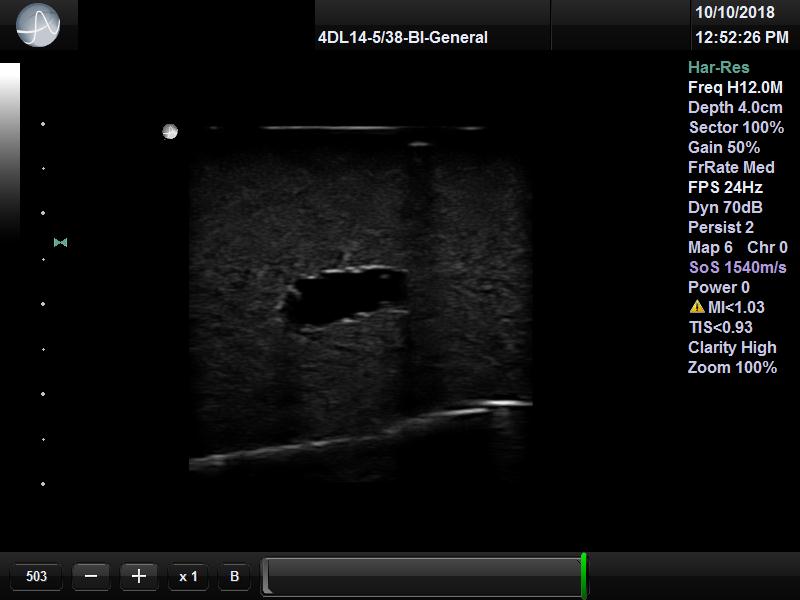 10/10/2018
4DL14-5/38-BI-General
12:52:26 PM
Har-Res
Freq H12.0M
Depth 4.0cm
Sector 100%
Gain 50%
FrRate Med
FPS 24Hz
Dyn 70dB
Persist 2
Map 6 Chr 0
SoS 1540m/s
Power 0
MI<1.03
TIS<0.93
Clarity High
Zoom 100%
503 − + x 1 B